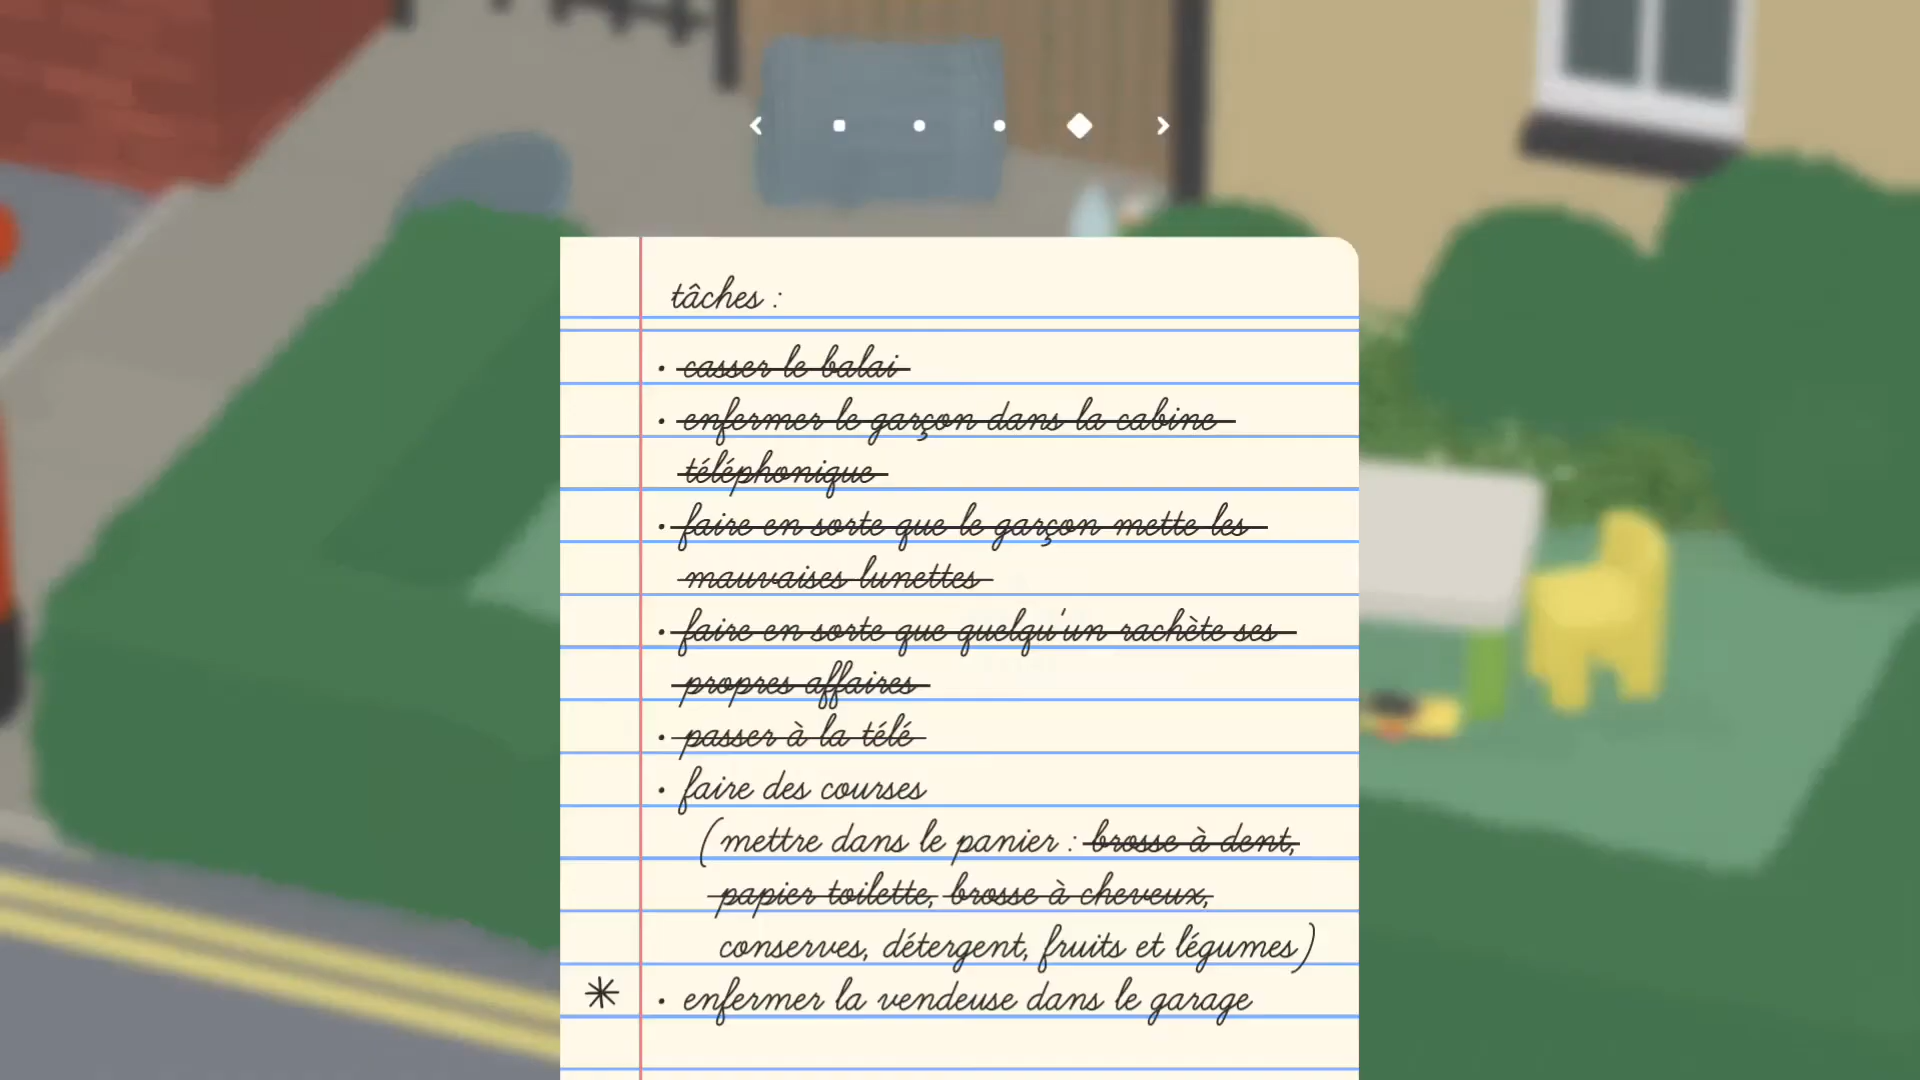 tâches :
• casser le balai
• enfermer le garçon dans la cabine
téléphonique
• faire en sorte que le garçon mette les
mauvaises lunettes
• faire en sorte que quelqu'un rachète ses
propres affaires
• passer à la télé
• faire des courses
(mettre dans le panier : brosse à dent,
papier toilette, brosse à cheveux,
conserves, détergent, fruits et légumes)
• enfermer la vendeuse dans le garage